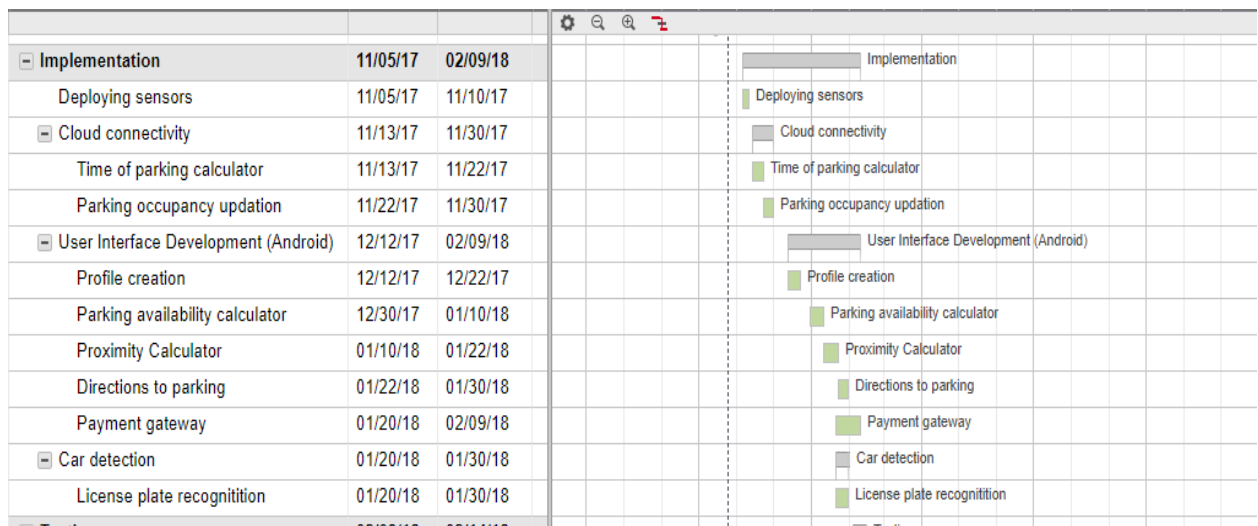 Implementation 11/05/17 02/09/18 Implementation
Deploying sensors 11/05/17 11/10/17 Deploying sensors
Cloud connectivity 11/13/17 11/30/17 Cloud connectivity
Time of parking calculator 11/13/17 11/22/17 Time of parking calculator
Parking occupancy updation 11/22/17 11/30/17 Parking occupancy updation
User Interface Development (Android) 12/12/17 02/09/18 User Interface Development (Android)
Profile creation 12/12/17 12/22/17 Profile creation
Parking availability calculator 12/30/17 01/10/18 Parking availability calculator
Proximity Calculator 01/10/18 01/22/18 Proximity Calculator
Directions to parking 01/22/18 01/30/18 Directions to parking
Payment gateway 01/20/18 02/09/18 Payment gateway
Car detection 01/20/18 01/30/18 Car detection
License plate recognitition 01/20/18 01/30/18 License plate recognitition